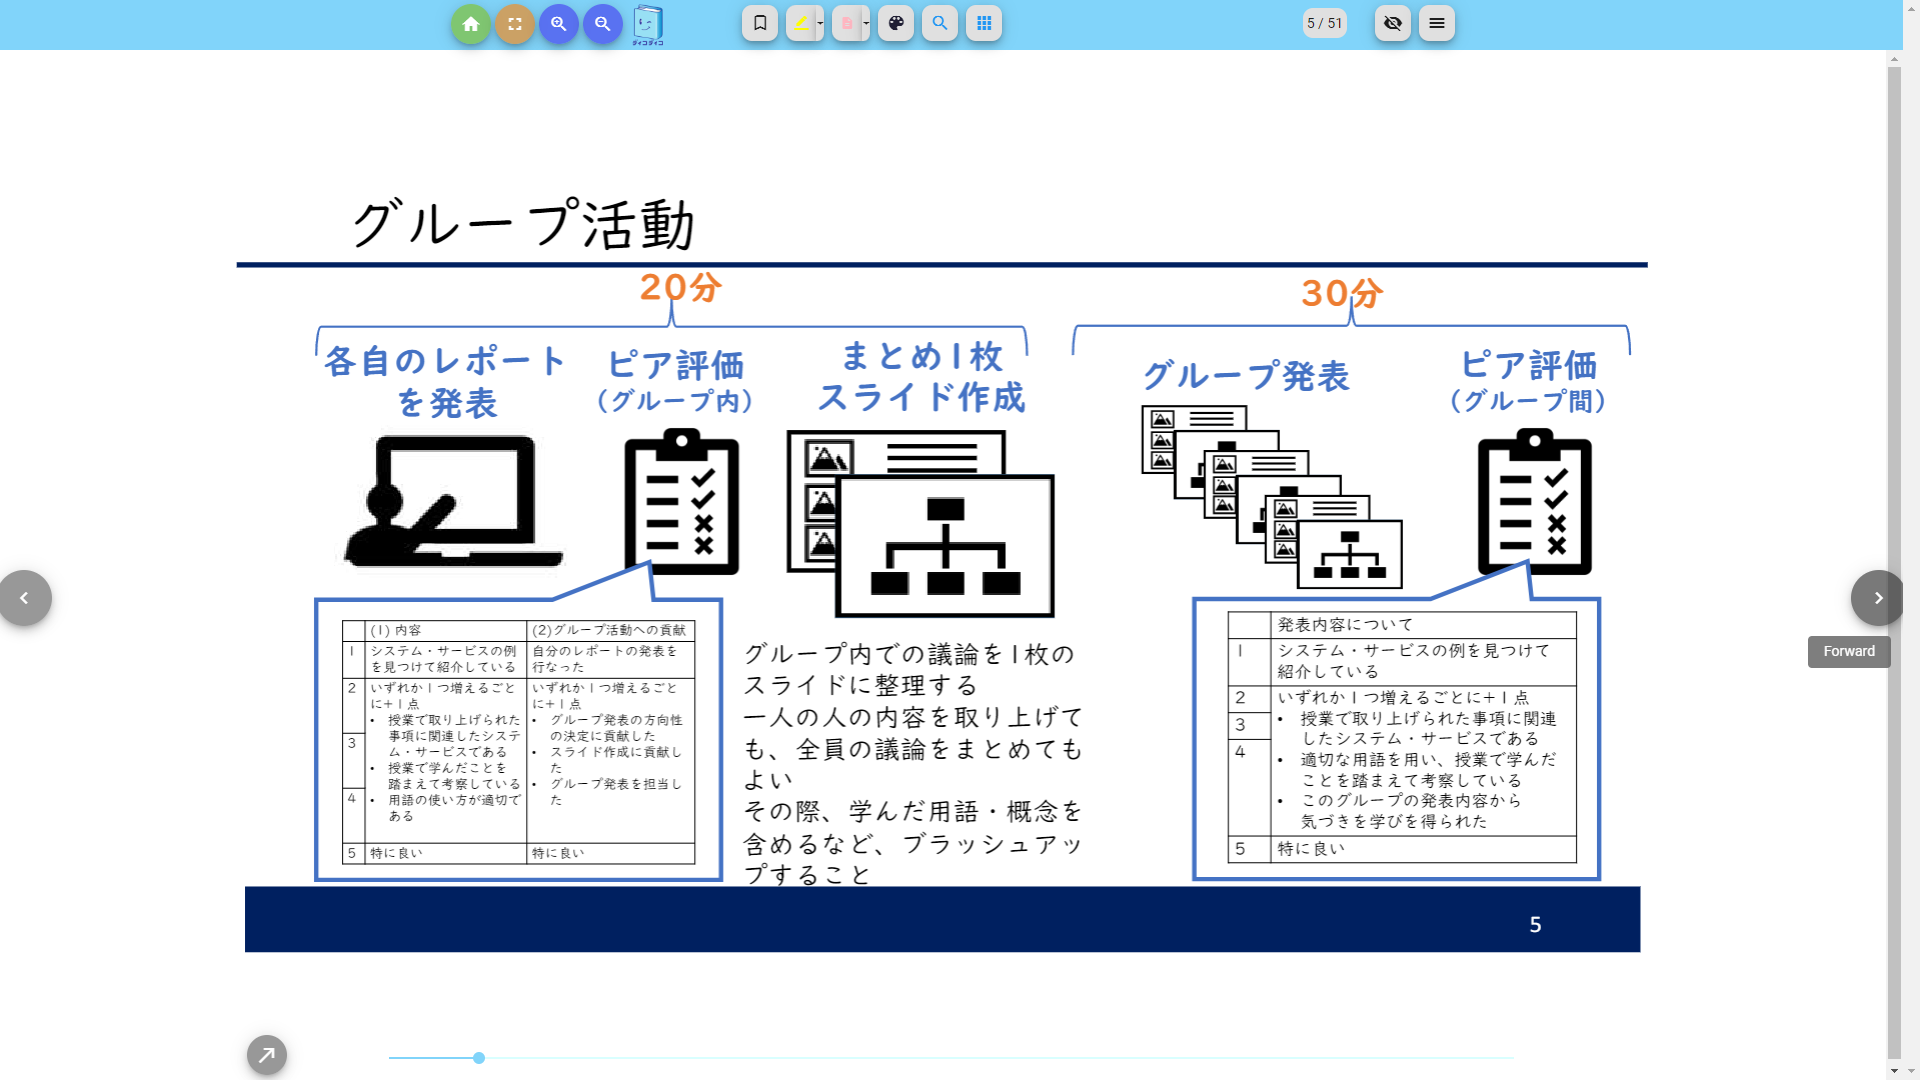 ダイコダイコ
5 / 51
グループ活動
20分
30分
各自のレポート
を発表
ピア評価
(グループ内)
まとめ1枚
スライド作成
グループ発表
ピア評価
(グループ間)
(1) 内容
(2)グループ活動への貢献
1
システム・サービスの例
を見つけて紹介している
自分のレポートの発表を
行なった
2
3
4
いずれか1つ増えるごと
に+1点
• 授業で取り上げられた
事項に関連したシステ
ム・サービスである
• 授業で学んだことを
踏まえて考察している
• 用語の使い方が適切で
ある
いずれか1つ増えるごと
に+1点
• グループ発表の方向性
の決定に貢献した
• スライド作成に貢献し
た
• グループ発表を担当し
た
5
特に良い
特に良い
グループ内での議論を1枚の
スライドに整理する
一人の人の内容を取り上げて
も、全員の議論をまとめても
よい
その際、学んだ用語・概念を
含めるなど、ブラッシュアッ
プすること
発表内容について
1
システム・サービスの例を見つけて
紹介している
2
3
4
いずれか1つ増えるごとに+1点
• 授業で取り上げられた事項に関連
したシステム・サービスである
• 適切な用語を用い、授業で学んだ
ことを踏まえて考察している
• このグループの発表内容から
気づきを学びを得られた
5
特に良い
Forward
5